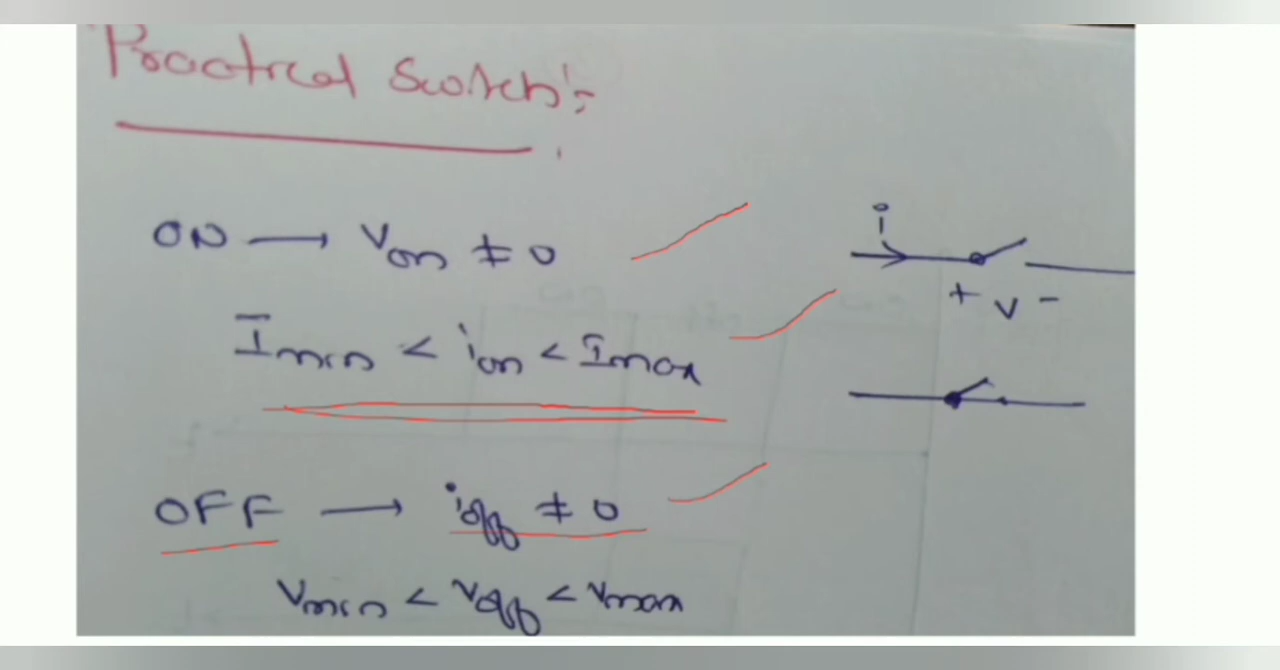 Practical Switch:-
ON → Von ≠ 0
i
+ v -
Imin < ion < Imax
OFF → ioff ≠ 0
Vmin < Voff < Vmax